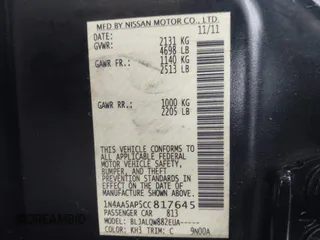 MFD BY NISSAN MOTOR CO., LTD.
DATE: 11/11
GVWR: 2131 KG
4698 LB
GAWR FR.: 1140 KG
2513 LB
GAWR RR.: 1000 KG
2205 LB
THIS VEHICLE CONFORMS TO ALL
APPLICABLE FEDERAL MOTOR VEHICLE SAFETY,
BUMPER, AND
THEFT PREVENTION STANDARDS
IN EFFECT ON THE DATE OF
MANUFACTURE SHOWN ABOVE.
1N4AA5AP5CC817645
PASSENGER CAR 813
MODEL: BLJALQW882EUA-----
COLOR: KH3 TRIM: C 9N00A